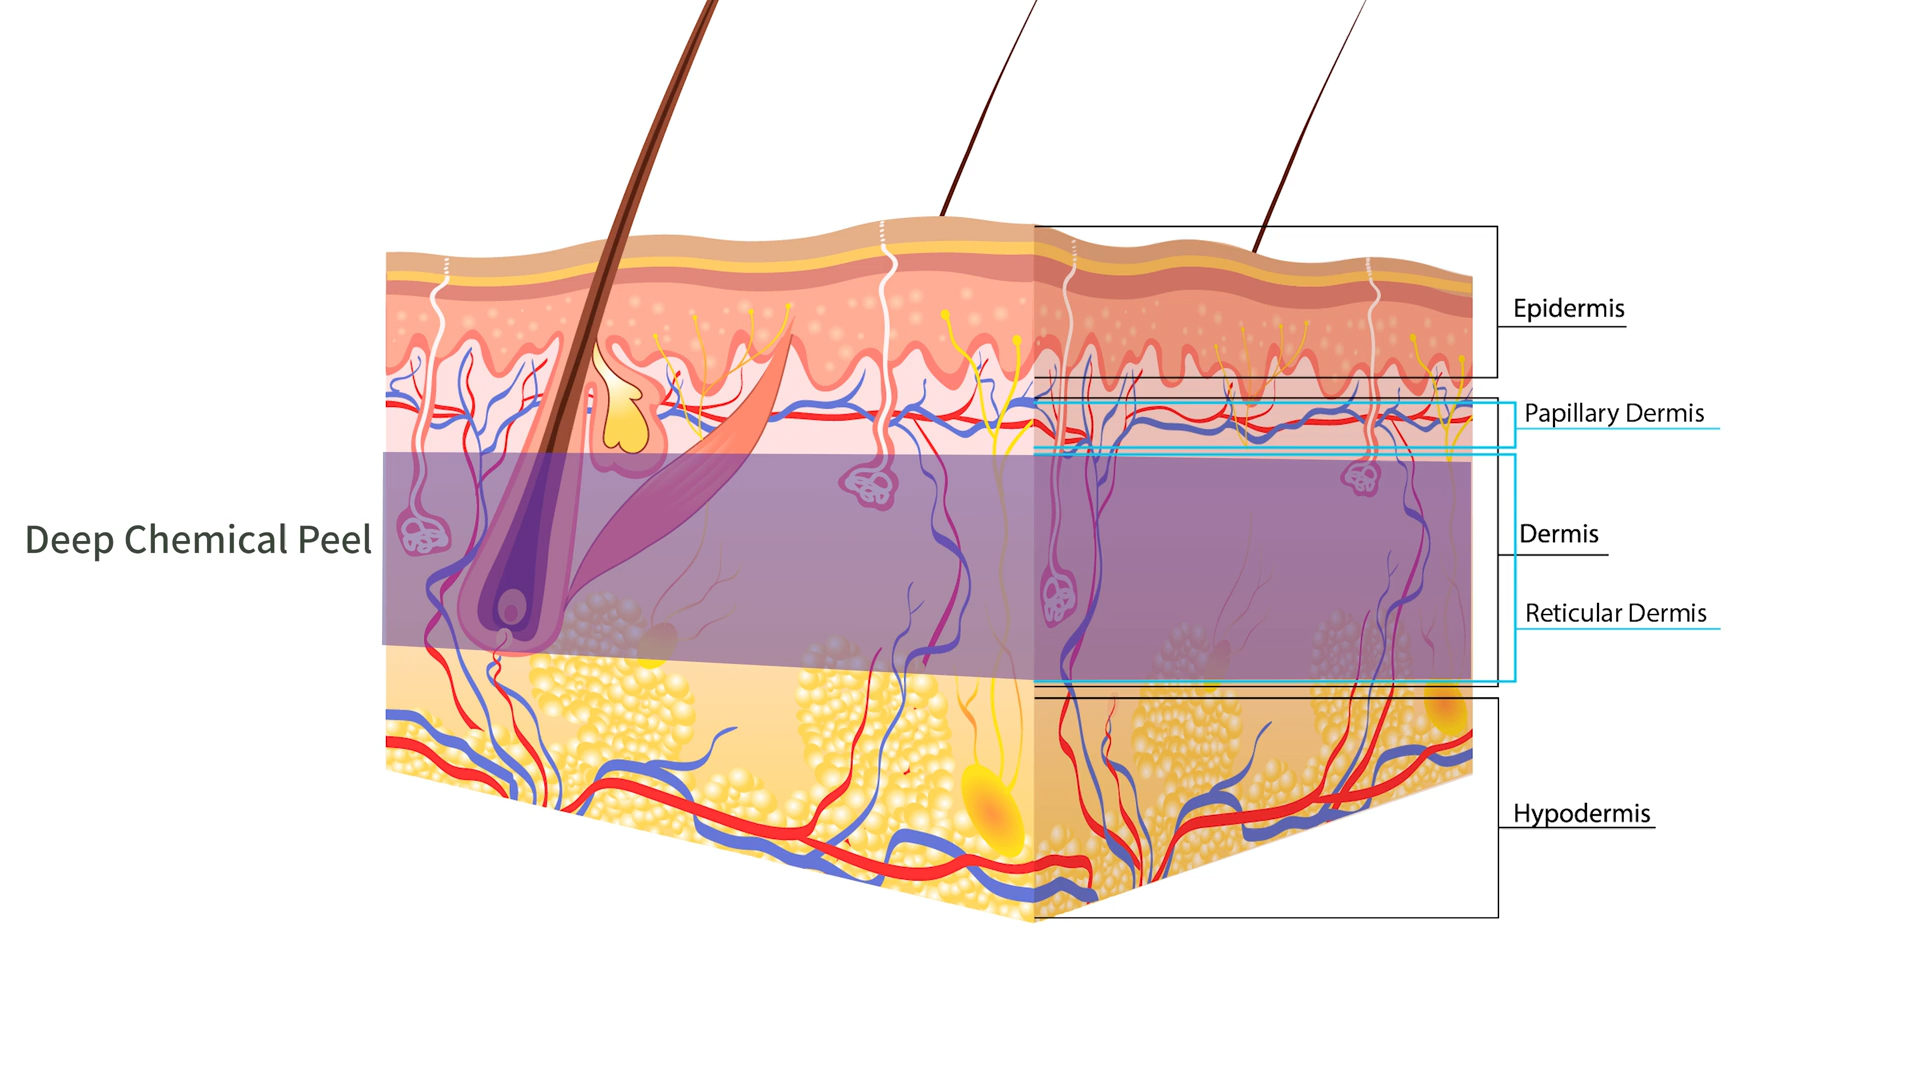 Epidermis
Papillary Dermis
Deep Chemical Peel
Dermis
Reticular Dermis
Hypodermis